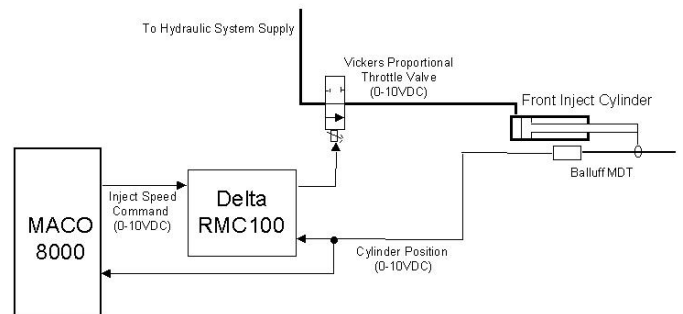 To Hydraulic System Supply
Vickers Proportional
Throttle Valve
(0-10VDC)
Front Inject Cylinder
Balluff MDT
Inject Speed
Command
(0-10VDC)
Delta
RMC100
MACO
8000
Cylinder Position
(0-10VDC)